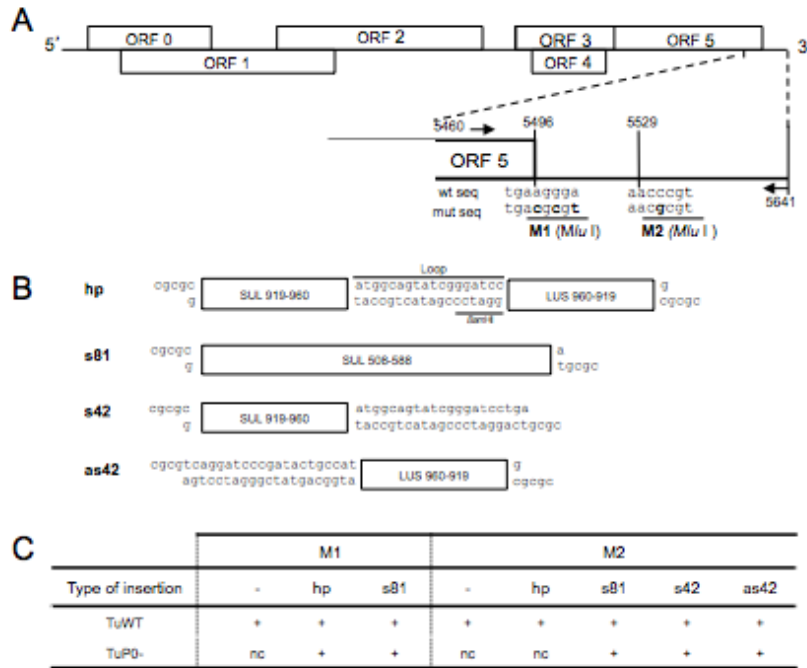 A
5' ORF 0 ORF 2 ORF 3 ORF 5 3
ORF 1 ORF 4
5460 5496 5529
ORF 5
wt seq tgaaggga aacccgt
mut seq tgacgcgt aacgcgt 5641
M1 (Mlu I) M2 (Mlu I )
B
Loop
hp cgcgc SUL 919-960 atggcagtatcgggatcc LUS 960-919 g
g taccgtcatagccctagg cgcgc
BamHI
s81 cgcgc SUL 508-588 a
g tgcgc
s42 cgcgc SUL 919-960 atggcagtatcgggatcctga
g taccgtcatagccctaggactgcgc
as42 cgcgtcaggatcccgatactgccat LUS 960-919 g
agtcctagggctatgacggta cgcgc
C
M1 M2
Type of insertion - hp s81 - hp s81 s42 as42
TuWT + + + + + + + +
TuP0- nc + + nc nc + + +